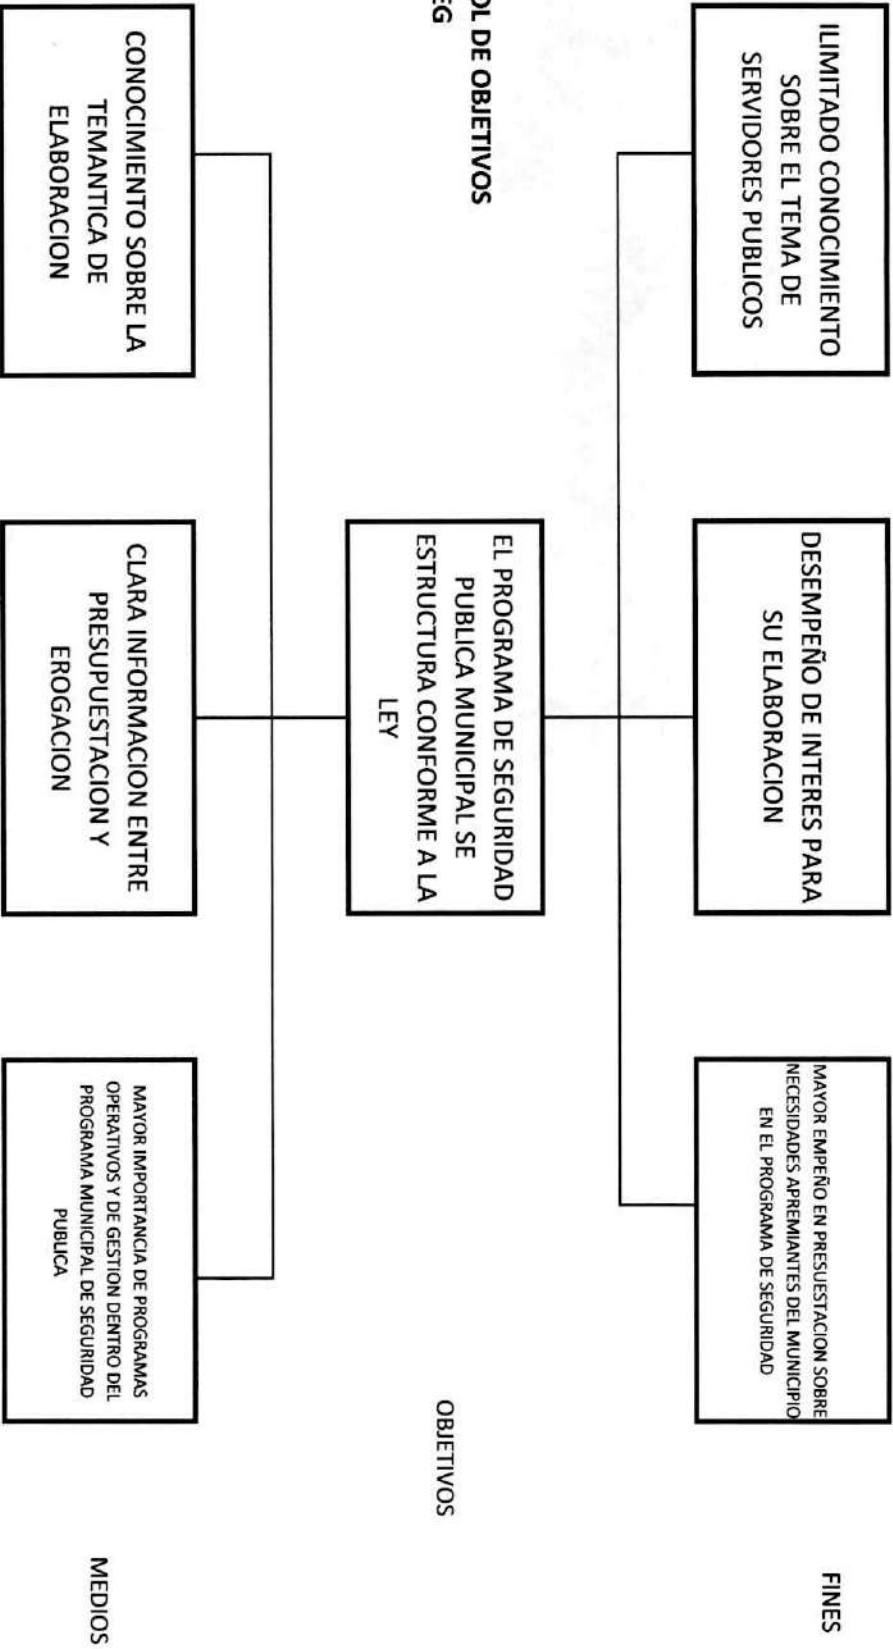 OL DE OBJETIVOS
EG
ILIMITADO CONOCIMIENTO
SOBRE EL TEMA DE
SERVIDORES PUBLICOS
DESEMPEÑO DE INTERES PARA
SU ELABORACION
MAYOR EMPEÑO EN PRESUESTACION SOBRE
NECESIDADES APREMIANTES DEL MUNICIPIO
EN EL PROGRAMA DE SEGURIDAD
FINES
EL PROGRAMA DE SEGURIDAD
PUBLICA MUNICIPAL SE
ESTRUCTURA CONFORME A LA
LEY
OBJETIVOS
CONOCIMIENTO SOBRE LA
TEMANTICA DE
ELABORACION
CLARA INFORMACION ENTRE
PRESUPUESTACION Y
EROGACION
MAYOR IMPORTANCIA DE PROGRAMAS
OPERATIVOS Y DE GESTION DENTRO DEL
PROGRAMA MUNICIPAL DE SEGURIDAD
PUBLICA
MEDIOS